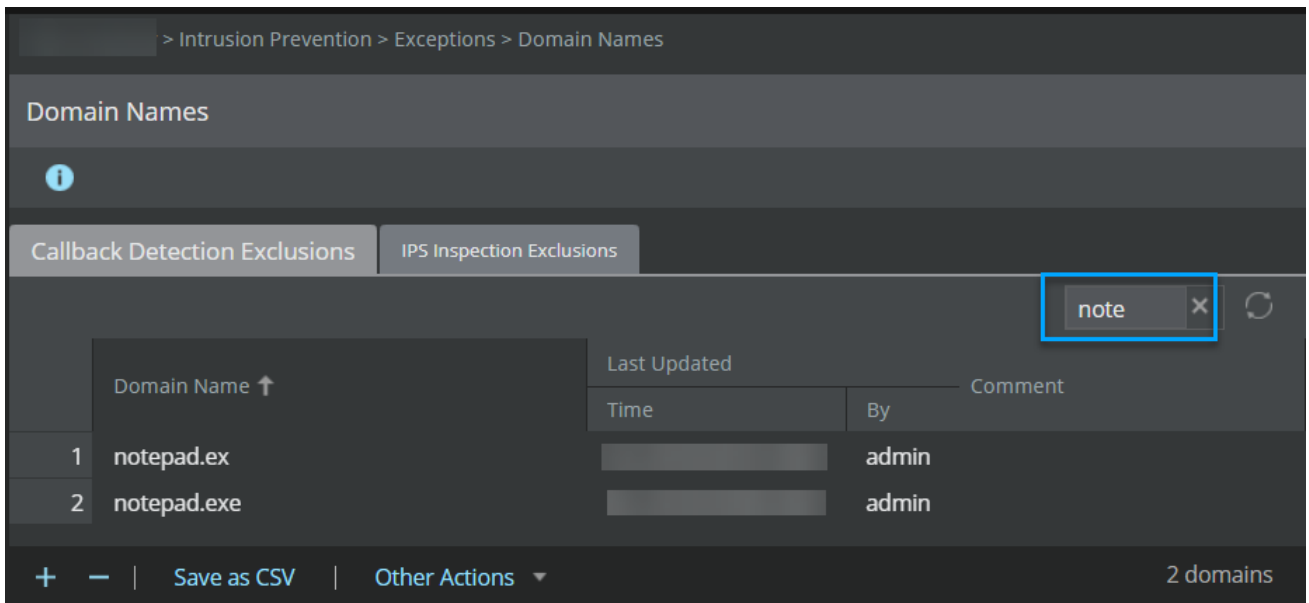 > Intrusion Prevention > Exceptions > Domain Names
Domain Names
i
Callback Detection Exclusions IPS Inspection Exclusions
note ×
Domain Name ↑ Last Updated Comment
Time By
1 notepad.ex admin
2 notepad.exe admin
+ − | Save as CSV | Other Actions ▼ 2 domains